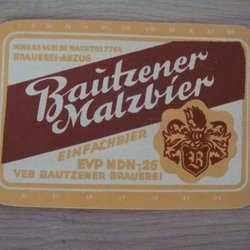 BRAUEREI-ABZUG
Bautzener
Malzbier
EINFACHBIER
EVP MDN -,25
VEB BAUTZENER BRAUEREI
B